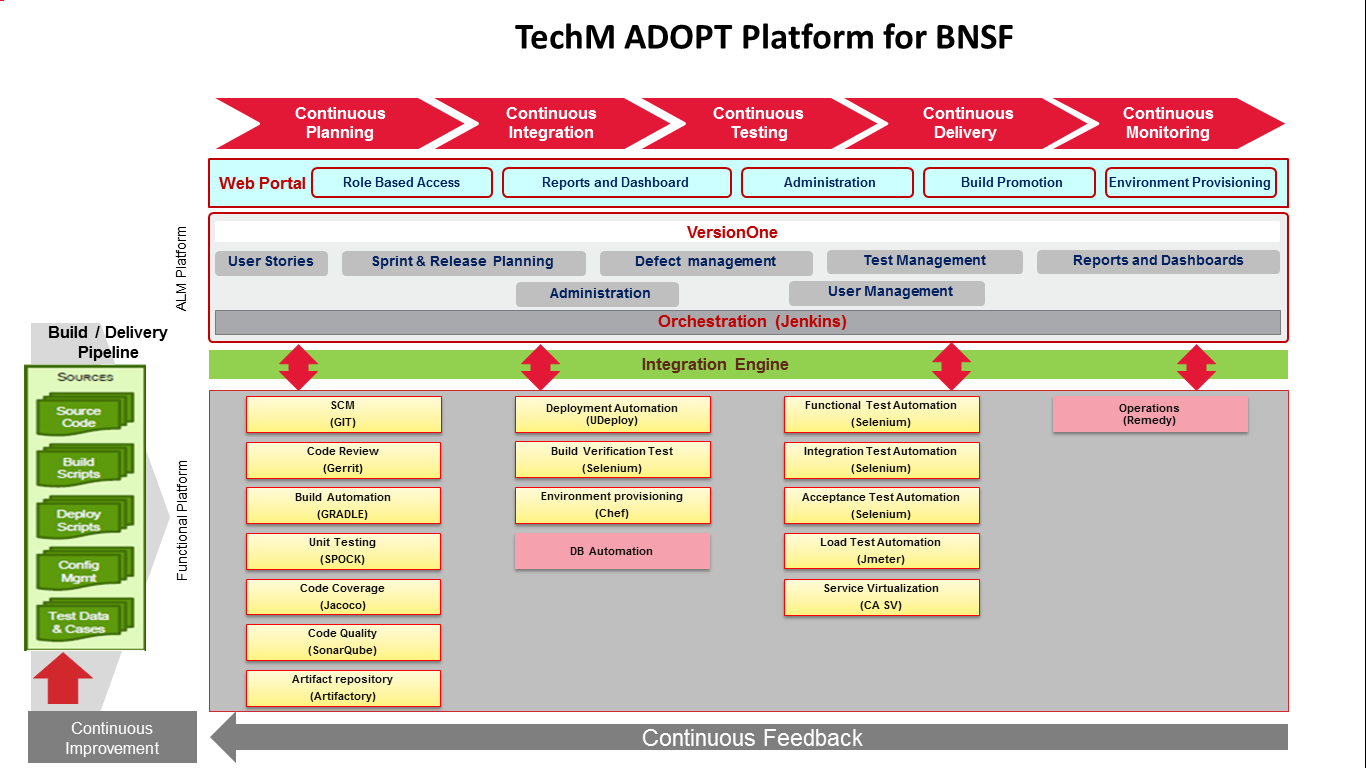 TechM ADOPT Platform for BNSF
Continuous
Planning
Continuous
Integration
Continuous
Testing
Continuous
Delivery
Continuous
Monitoring
Web Portal
Role Based Access
Reports and Dashboard
Administration
Build Promotion
Environment Provisioning
ALM Platform
VersionOne
User Stories
Sprint & Release Planning
Defect management
Test Management
Reports and Dashboards
Administration
User Management
Orchestration (Jenkins)
Integration Engine
Build / Delivery
Pipeline
SOURCES
Source
Code
Build
Scripts
Deploy
Scripts
Config
Mgmt
Test Data
& Cases
Functional Platform
SCM
(GIT)
Code Review
(Gerrit)
Build Automation
(GRADLE)
Unit Testing
(SPOCK)
Code Coverage
(Jacoco)
Code Quality
(SonarQube)
Artifact repository
(Artifactory)
Deployment Automation
(UDeploy)
Build Verification Test
(Selenium)
Environment provisioning
(Chef)
DB Automation
Functional Test Automation
(Selenium)
Integration Test Automation
(Selenium)
Acceptance Test Automation
(Selenium)
Load Test Automation
(Jmeter)
Service Virtualization
(CA SV)
Operations
(Remedy)
Continuous
Improvement
Continuous Feedback